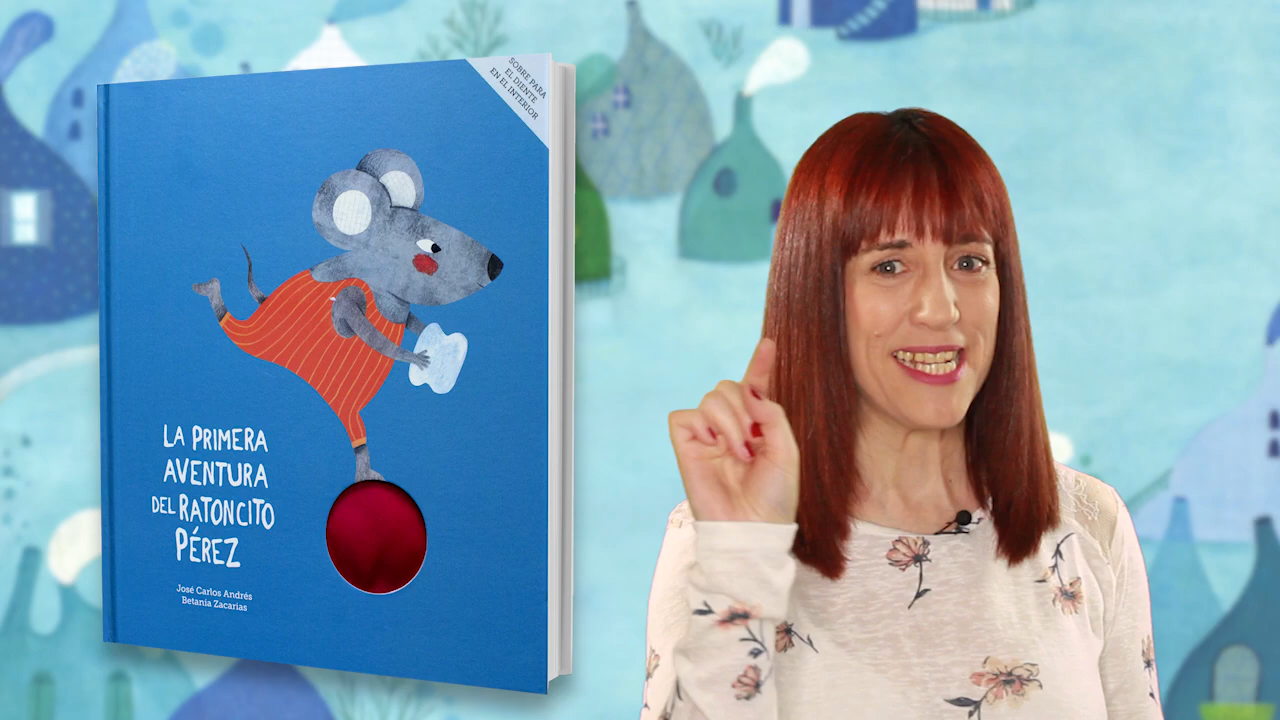 SOBRE PARA
EL DIENTE
EN EL INTERIOR
LA PRIMERA
AVENTURA
DEL RATONCITO
PÉREZ
José Carlos Andrés
Betania Zacarias